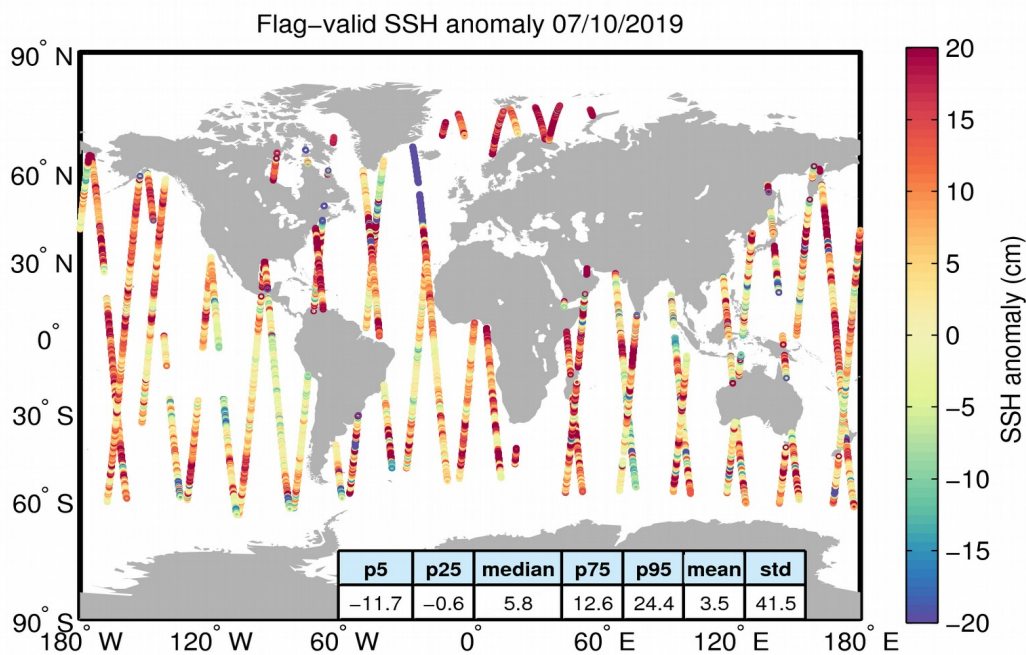 Flag−valid SSH anomaly 07/10/2019
90° N
60° N
30° N
0°
30° S
60° S
90° S
180° W 120° W 60° W 0° 60° E 120° E 180° E
p5 p25 median p75 p95 mean std
−11.7 −0.6 5.8 12.6 24.4 3.5 41.5
20
15
10
5
0
−5
−10
−15
−20
SSH anomaly (cm)